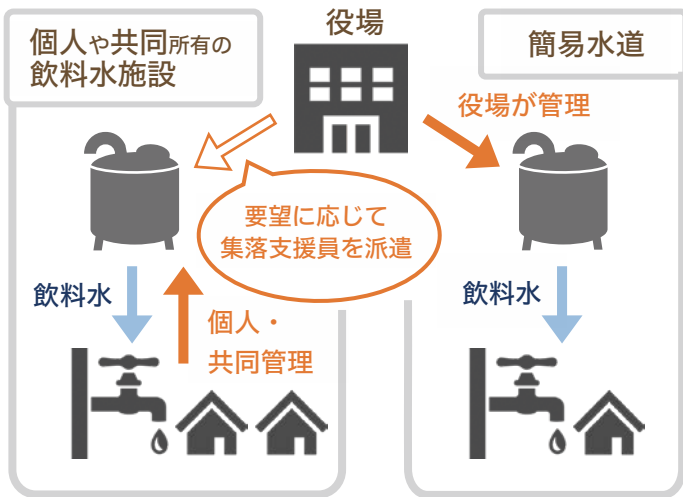 役場
個人や共同所有の
飲料水施設
簡易水道
役場が管理
要望に応じて
集落支援員を派遣
飲料水
個人・
共同管理
飲料水